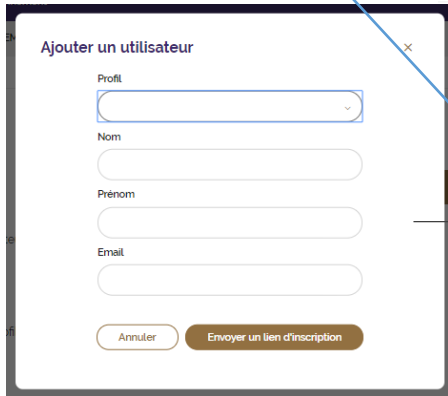 Ajouter un utilisateur
×
Profil
Nom
Prénom
Email
Annuler
Envoyer un lien d'inscription